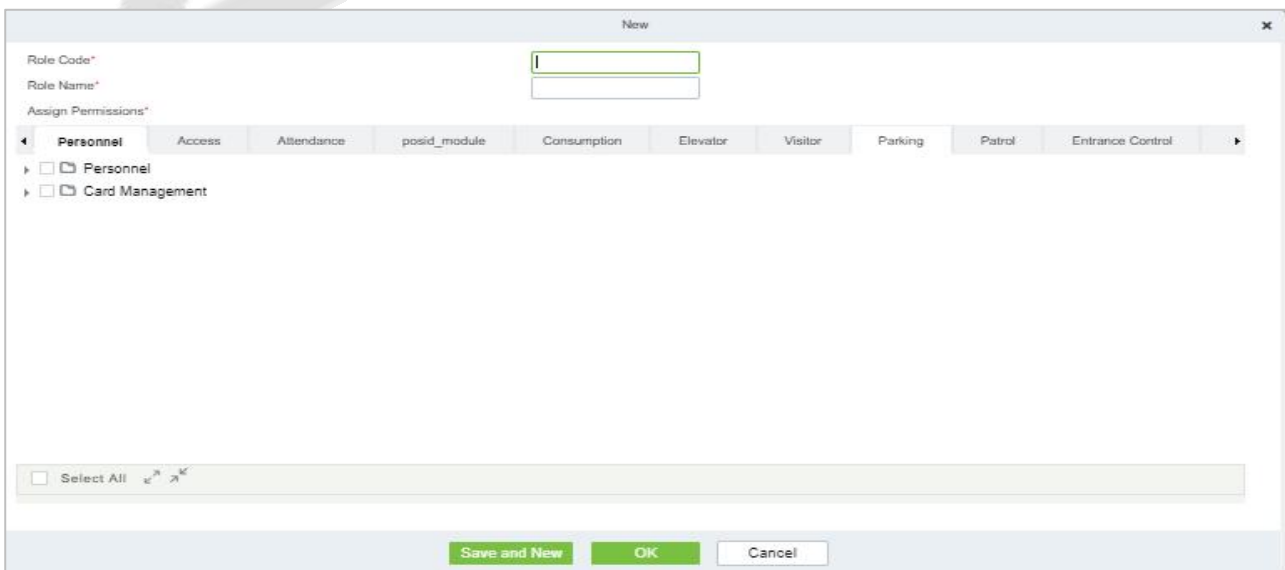 New
Role Code*
Role Name*
Assign Permissions*
Personnel Access Attendance posid_module Consumption Elevator Visitor Parking Patrol Entrance Control
Personnel
Card Management
Select All
Save and New OK Cancel